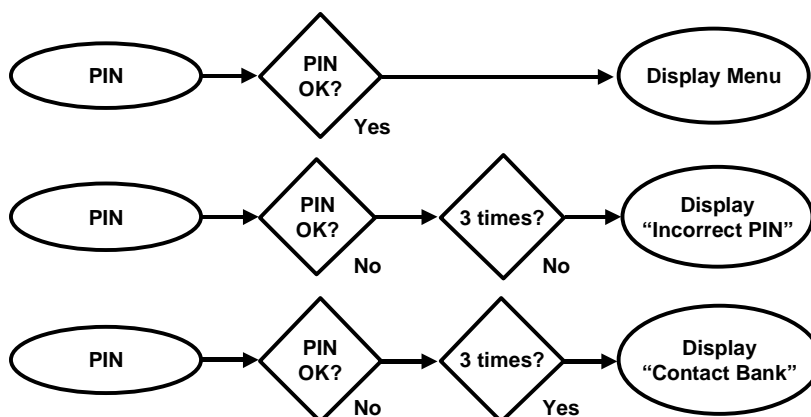 PIN
PIN
OK?
Yes
Display Menu
PIN
PIN
OK?
No
3 times?
No
Display
“Incorrect PIN”
PIN
PIN
OK?
No
3 times?
Yes
Display
“Contact Bank”